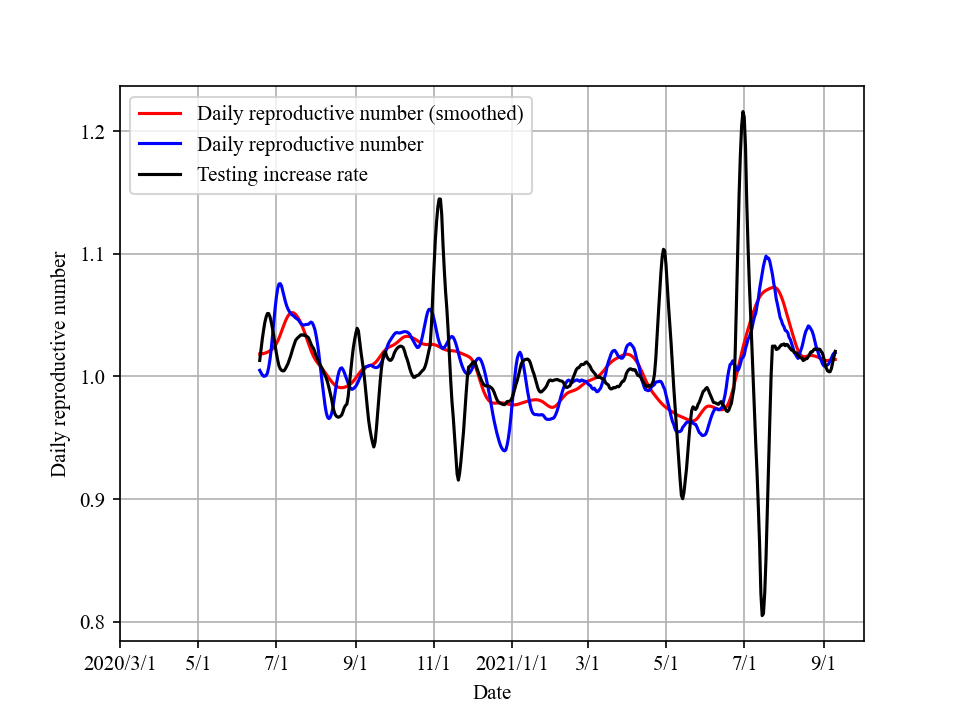 Daily reproductive number (smoothed)
Daily reproductive number
Testing increase rate
Daily reproductive number
1.2
1.1
1.0
0.9
0.8
2020/3/1 5/1 7/1 9/1 11/1 2021/1/1 3/1 5/1 7/1 9/1
Date